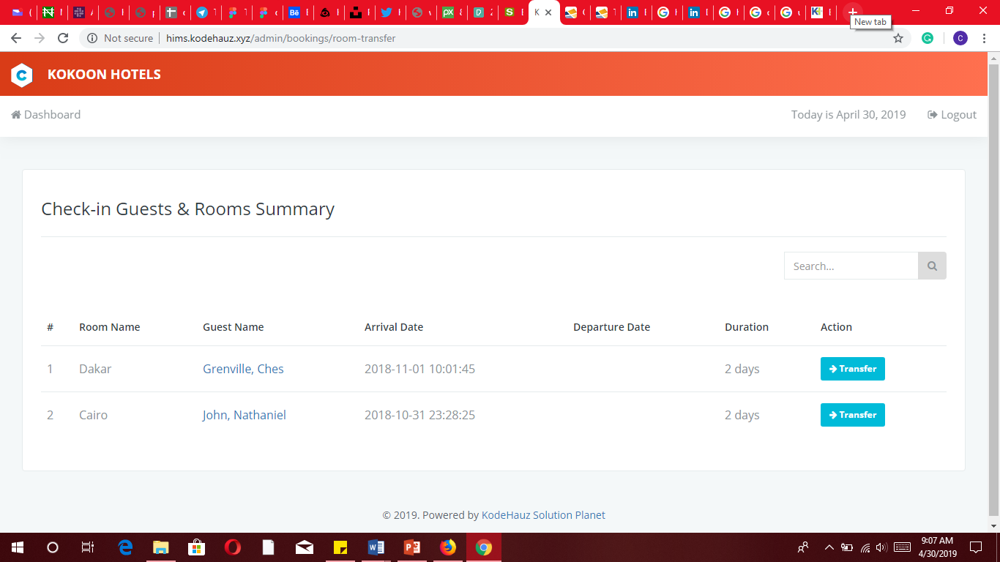 New tab
Not secure hims.kodehauz.xyz/admin/bookings/room-transfer
C
C KOKOON HOTELS
Dashboard Today is April 30, 2019 Logout
Check-in Guests & Rooms Summary
Search...
# Room Name Guest Name Arrival Date Departure Date Duration Action
1 Dakar Grenville, Ches 2018-11-01 10:01:45 2 days Transfer
2 Cairo John, Nathaniel 2018-10-31 23:28:25 2 days Transfer
© 2019. Powered by KodeHauz Solution Planet
9:07 AM
4/30/2019